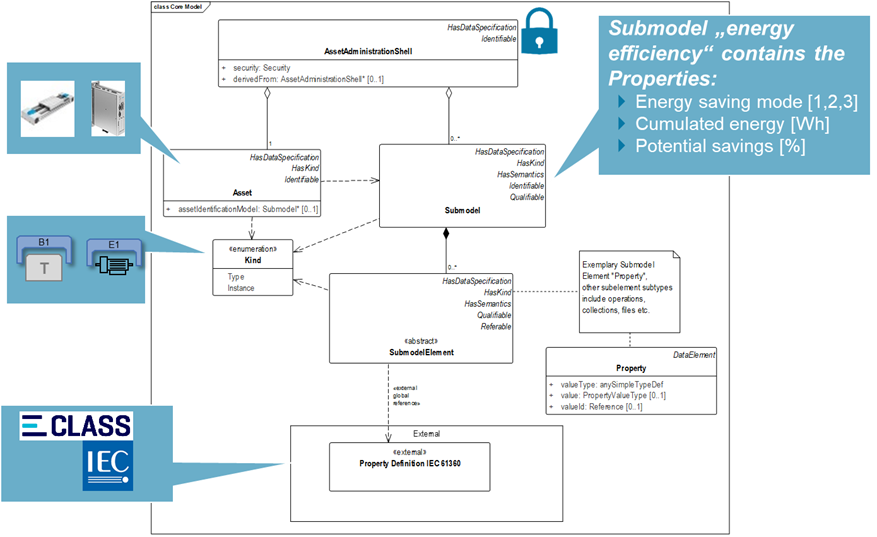 class Core Model
HasDataSpecification
Identifiable
AssetAdministrationShell
+ security: Security
+ derivedFrom: AssetAdministrationShell* [0..1]
Submodel „energy
efficiency“ contains the
Properties:
Energy saving mode [1,2,3]
Cumulated energy [Wh]
Potential savings [%]
1
0..*
HasDataSpecification
HasKind
Identifiable
Asset
+ assetIdentificationModel: Submodel* [0..1]
HasDataSpecification
HasKind
HasSemantics
Identifiable
Qualifiable
Submodel
B1
T
E1
«enumeration»
Kind
Type
Instance
0..*
HasDataSpecification
HasKind
HasSemantics
Qualifiable
Referable
«abstract»
SubmodelElement
Exemplary Submodel
Element "Property",
other subelement subtypes
include operations,
collections, files etc.
DataElement
Property
+ valueType: anySimpleTypeDef
+ value: PropertyValueType [0..1]
+ valueId: Reference [0..1]
«external
global
reference»
ECLASS
IEC
External
«external»
Property Definition IEC 61360